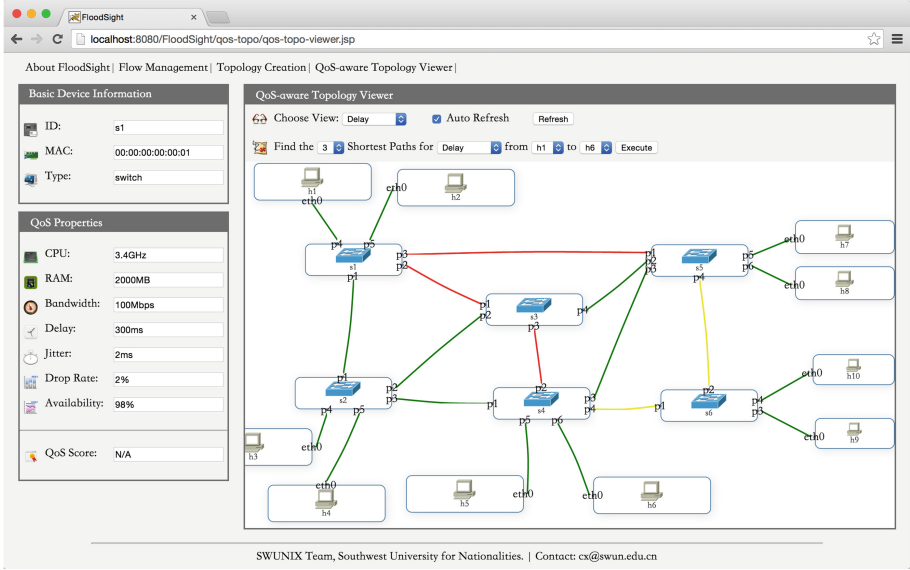 FloodSight
localhost:8080/FloodSight/qos-topo/qos-topo-viewer.jsp
About FloodSight| Flow Management| Topology Creation| QoS-aware Topology Viewer|
Basic Device Information
ID: s1
MAC: 00:00:00:00:00:01
Type: switch
QoS Properties
CPU: 3.4GHz
RAM: 2000MB
Bandwidth: 100Mbps
Delay: 300ms
Jitter: 2ms
Drop Rate: 2%
Availability: 98%
QoS Score: N/A
QoS-aware Topology Viewer
Choose View: Delay Auto Refresh Refresh
Find the 3 Shortest Paths for Delay from h1 to h6 Execute
h1
eth0
eth0
h2
p4 p5
p3
p2
s1
p1
p1
p2
p3
s5
p5
p6
p4
eth0
h7
eth0
h8
p1
p2
s3
p4
p3
p1
s2
p2
p3
p4 p5
p2
p1
s4
p3
p4
p5 p6
p2
p1
s6
p4
p3
eth0
h10
eth0
h9
eth0
h3
eth0
h4
h5
eth0
eth0
h6
SWUNIX Team, Southwest University for Nationalities. | Contact: cx@swun.edu.cn